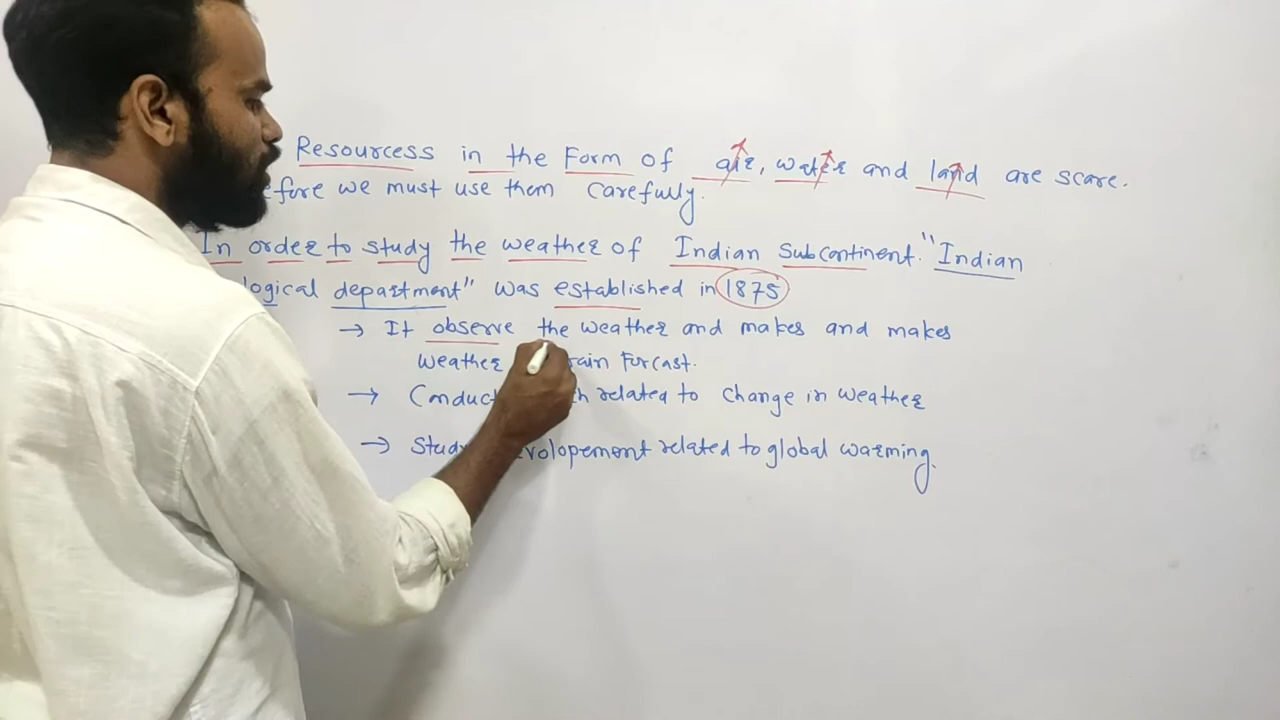 Resourcess in the Form of air, water and land are scare.
efore we must use them carefully.
In order to study the weather of Indian Subcontinent. "Indian
logical department" was established in 1875
→ It observe the weather and makes and makes
weather rain Forcast.
→ Conduct related to change in weather
→ Stud volopement related to global warming.